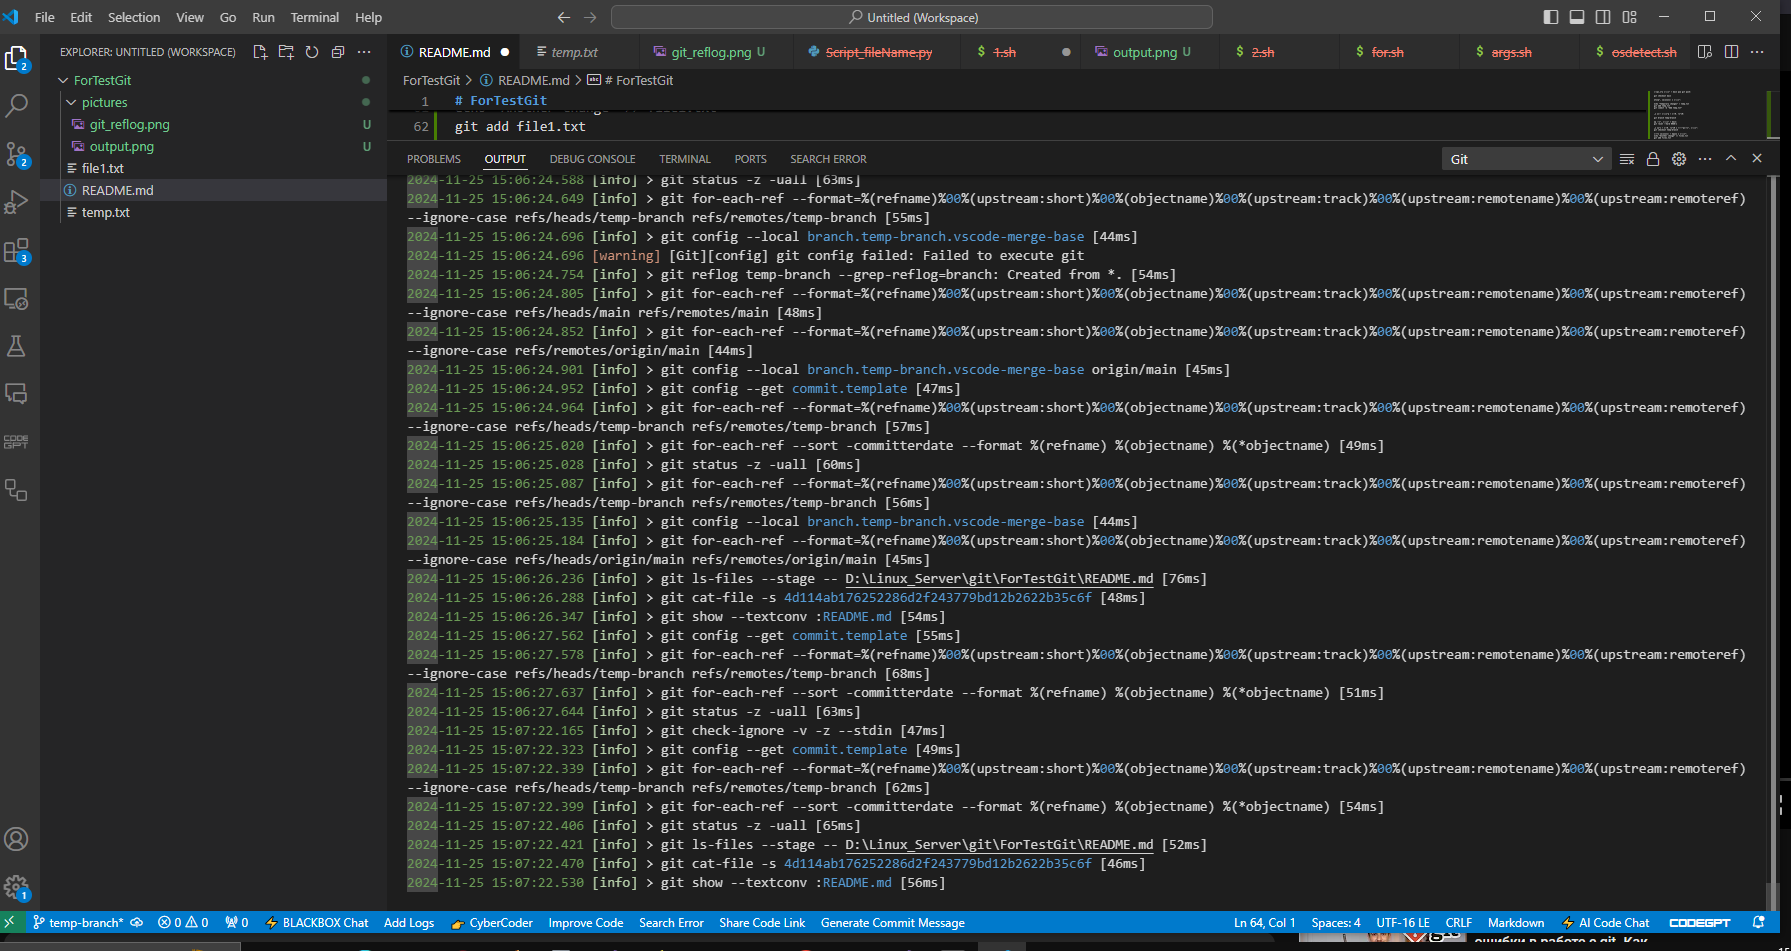 File Edit Selection View Go Run Terminal Help
Untitled (Workspace)
EXPLORER: UNTITLED (WORKSPACE)
ForTestGit
pictures
git_reflog.png U
output.png U
file1.txt
README.md
temp.txt
2
2
3
CODE
GPT
1
README.md temp.txt git_reflog.png U Script_fileName.py $ 1.sh output.png U $ 2.sh $ for.sh $ args.sh $ osdetect.sh
ForTestGit > README.md > # ForTestGit
1 # ForTestGit
62 git add file1.txt
PROBLEMS OUTPUT DEBUG CONSOLE TERMINAL PORTS SEARCH ERROR
Git
2024-11-25 15:06:24.588 [info] > git status -z -uall [63ms]
2024-11-25 15:06:24.649 [info] > git for-each-ref --format=%(refname)%00%(upstream:short)%00%(objectname)%00%(upstream:track)%00%(upstream:remotename)%00%(upstream:remoteref)
--ignore-case refs/heads/temp-branch refs/remotes/temp-branch [55ms]
2024-11-25 15:06:24.696 [info] > git config --local branch.temp-branch.vscode-merge-base [44ms]
2024-11-25 15:06:24.696 [warning] [Git][config] git config failed: Failed to execute git
2024-11-25 15:06:24.754 [info] > git reflog temp-branch --grep-reflog=branch: Created from *. [54ms]
2024-11-25 15:06:24.805 [info] > git for-each-ref --format=%(refname)%00%(upstream:short)%00%(objectname)%00%(upstream:track)%00%(upstream:remotename)%00%(upstream:remoteref)
--ignore-case refs/heads/main refs/remotes/main [48ms]
2024-11-25 15:06:24.852 [info] > git for-each-ref --format=%(refname)%00%(upstream:short)%00%(objectname)%00%(upstream:track)%00%(upstream:remotename)%00%(upstream:remoteref)
--ignore-case refs/remotes/origin/main [44ms]
2024-11-25 15:06:24.901 [info] > git config --local branch.temp-branch.vscode-merge-base origin/main [45ms]
2024-11-25 15:06:24.952 [info] > git config --get commit.template [47ms]
2024-11-25 15:06:24.964 [info] > git for-each-ref --format=%(refname)%00%(upstream:short)%00%(objectname)%00%(upstream:track)%00%(upstream:remotename)%00%(upstream:remoteref)
--ignore-case refs/heads/temp-branch refs/remotes/temp-branch [57ms]
2024-11-25 15:06:25.020 [info] > git for-each-ref --sort -committerdate --format %(refname) %(objectname) %(*objectname) [49ms]
2024-11-25 15:06:25.028 [info] > git status -z -uall [60ms]
2024-11-25 15:06:25.087 [info] > git for-each-ref --format=%(refname)%00%(upstream:short)%00%(objectname)%00%(upstream:track)%00%(upstream:remotename)%00%(upstream:remoteref)
--ignore-case refs/heads/temp-branch refs/remotes/temp-branch [56ms]
2024-11-25 15:06:25.135 [info] > git config --local branch.temp-branch.vscode-merge-base [44ms]
2024-11-25 15:06:25.184 [info] > git for-each-ref --format=%(refname)%00%(upstream:short)%00%(objectname)%00%(upstream:track)%00%(upstream:remotename)%00%(upstream:remoteref)
--ignore-case refs/heads/origin/main refs/remotes/origin/main [45ms]
2024-11-25 15:06:26.236 [info] > git ls-files --stage -- D:\Linux_Server\git\ForTestGit\README.md [76ms]
2024-11-25 15:06:26.288 [info] > git cat-file -s 4d114ab176252286d2f243779bd12b2622b35c6f [48ms]
2024-11-25 15:06:26.347 [info] > git show --textconv :README.md [54ms]
2024-11-25 15:06:27.562 [info] > git config --get commit.template [55ms]
2024-11-25 15:06:27.578 [info] > git for-each-ref --format=%(refname)%00%(upstream:short)%00%(objectname)%00%(upstream:track)%00%(upstream:remotename)%00%(upstream:remoteref)
--ignore-case refs/heads/temp-branch refs/remotes/temp-branch [68ms]
2024-11-25 15:06:27.637 [info] > git for-each-ref --sort -committerdate --format %(refname) %(objectname) %(*objectname) [51ms]
2024-11-25 15:06:27.644 [info] > git status -z -uall [63ms]
2024-11-25 15:07:22.165 [info] > git check-ignore -v -z --stdin [47ms]
2024-11-25 15:07:22.323 [info] > git config --get commit.template [49ms]
2024-11-25 15:07:22.339 [info] > git for-each-ref --format=%(refname)%00%(upstream:short)%00%(objectname)%00%(upstream:track)%00%(upstream:remotename)%00%(upstream:remoteref)
--ignore-case refs/heads/temp-branch refs/remotes/temp-branch [62ms]
2024-11-25 15:07:22.399 [info] > git for-each-ref --sort -committerdate --format %(refname) %(objectname) %(*objectname) [54ms]
2024-11-25 15:07:22.406 [info] > git status -z -uall [65ms]
2024-11-25 15:07:22.421 [info] > git ls-files --stage -- D:\Linux_Server\git\ForTestGit\README.md [52ms]
2024-11-25 15:07:22.470 [info] > git cat-file -s 4d114ab176252286d2f243779bd12b2622b35c6f [46ms]
2024-11-25 15:07:22.530 [info] > git show --textconv :README.md [56ms]
temp-branch* 0 0 0 BLACKBOX Chat Add Logs CyberCoder Improve Code Search Error Share Code Link Generate Commit Message Ln 64, Col 1 Spaces: 4 UTF-16 LE CRLF Markdown AI Code Chat CODEGPT
ошибки в работе с git. Как